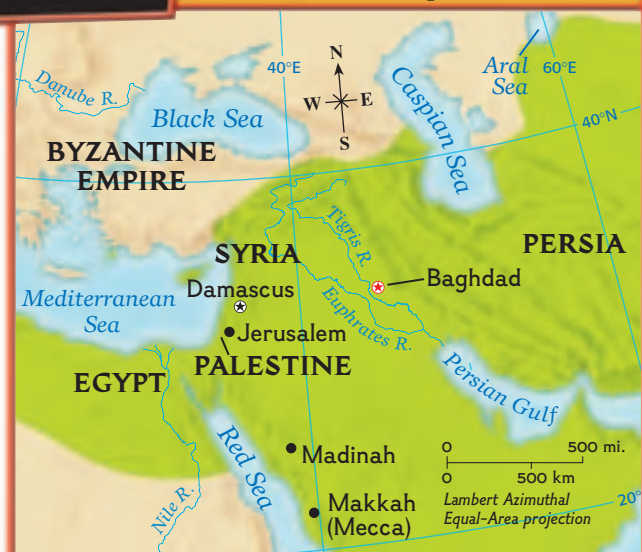 Danube R.
Black Sea
40°E
N
W
E
S
Caspian Sea
Aral
Sea
60°E
40°N
BYZANTINE
EMPIRE
SYRIA
Tigris R.
PERSIA
Baghdad
Damascus
Mediterranean
Sea
Euphrates R.
Jerusalem
PALESTINE
EGYPT
Persian Gulf
Red Sea
Madinah
Nile R.
Makkah
(Mecca)
0 500 mi.
0 500 km
Lambert Azimuthal
Equal-Area projection
20°